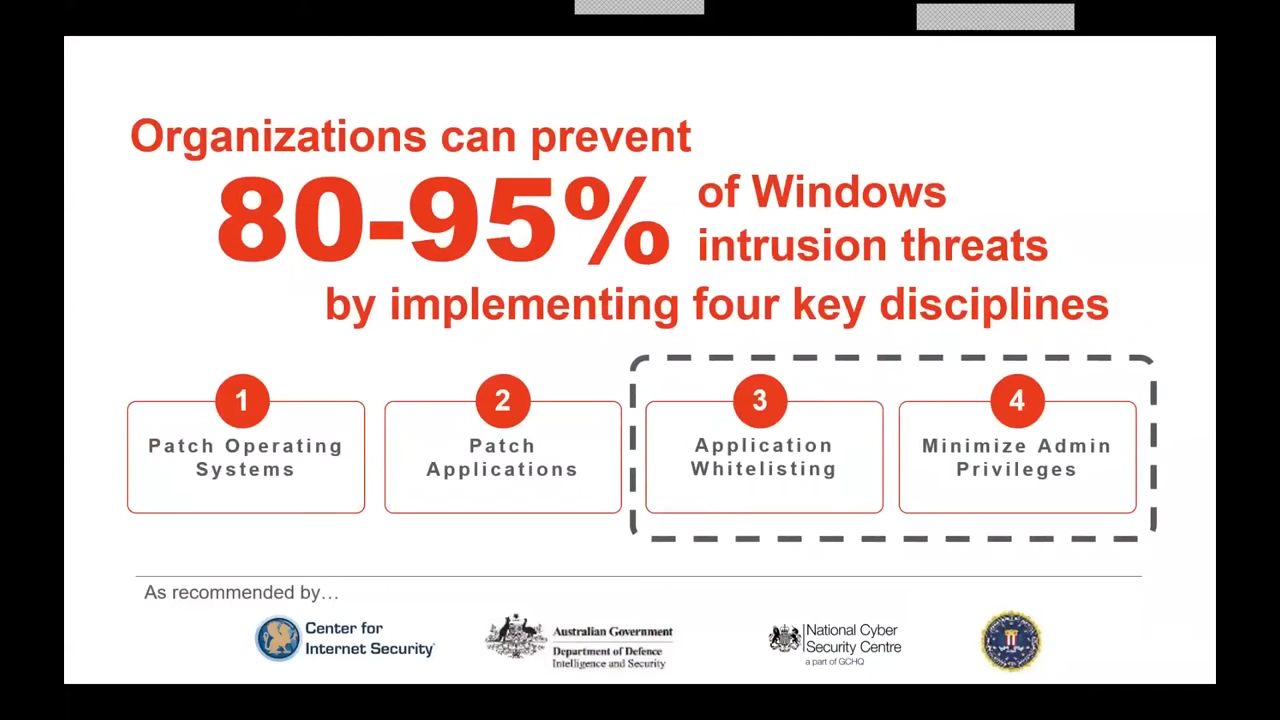 Organizations can prevent
80-95%
of Windows
intrusion threats
by implementing four key disciplines
1
Patch Operating
Systems
2
Patch
Applications
3
Application
Whitelisting
4
Minimize Admin
Privileges
As recommended by…
Center for
Internet Security
Australian Government
Department of Defence
Intelligence and Security
National Cyber
Security Centre
a part of GCHQ